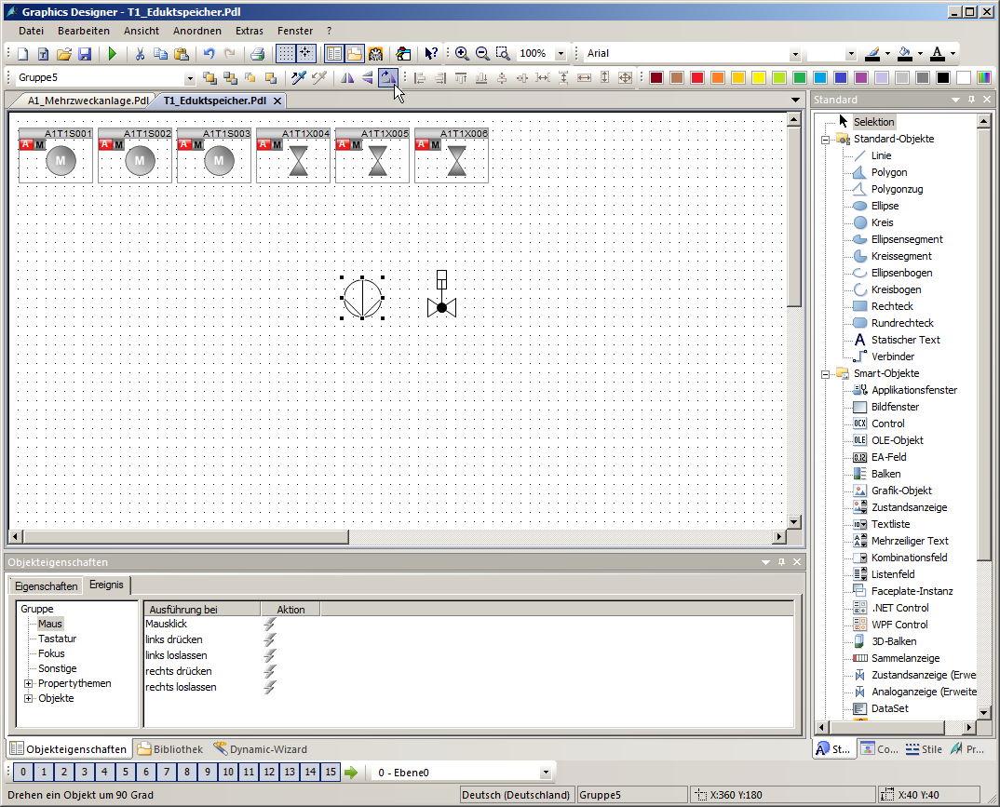 Graphics Designer - T1_Eduktspeicher.Pdl
Datei Bearbeiten Ansicht Anordnen Extras Fenster ?
100% Arial
Gruppe5
A1_Mehrzweckanlage.Pdl T1_Eduktspeicher.Pdl
A1T1S001 A1T1S002 A1T1S003 A1T1X004 A1T1X005 A1T1X006
A M A M A M A M A M A M
M M M
Standard
Selektion
Standard-Objekte
Linie
Polygon
Polygonzug
Ellipse
Kreis
Ellipsensegment
Kreissegment
Ellipsenbogen
Kreisbogen
Rechteck
Rundrechteck
A Statischer Text
Verbinder
Smart-Objekte
Applikationsfenster
Bildfenster
OCX Control
OLE OLE-Objekt
0.12 EA-Feld
Balken
Grafik-Objekt
Zustandsanzeige
Textliste
Mehrzeiliger Text
Kombinationsfeld
Listenfeld
Faceplate-Instanz
.NET Control
WPF Control
3D-Balken
Sammelanzeige
Zustandsanzeige (Erwe
Analoganzeige (Erweite
DataSet
St... Co... Stile Pr...
Objekteigenschaften
Eigenschaften Ereignis
Gruppe
Maus
Tastatur
Fokus
Sonstige
Propertythemen
Objekte
Ausführung bei Aktion
Mausklick
links drücken
links loslassen
rechts drücken
rechts loslassen
Objekteigenschaften Bibliothek Dynamic-Wizard
0 1 2 3 4 5 6 7 8 9 10 11 12 13 14 15 0 - Ebene0
Drehen ein Objekt um 90 Grad Deutsch (Deutschland) Gruppe5 X:360 Y:180 X:40 Y:40